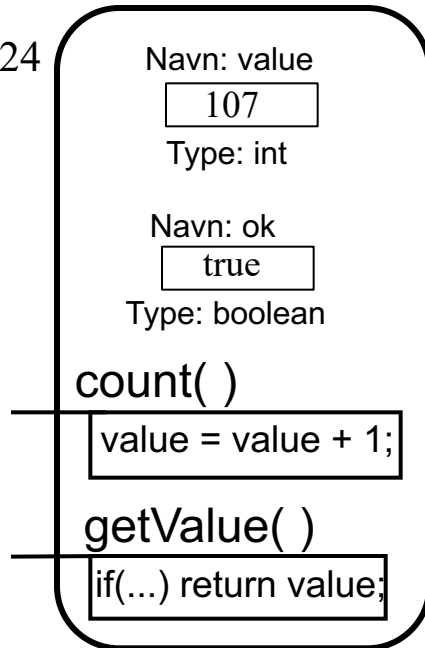 24
Navn: value
107
Type: int
Navn: ok
true
Type: boolean
count( )
value = value + 1;
getValue( )
if(...) return value;